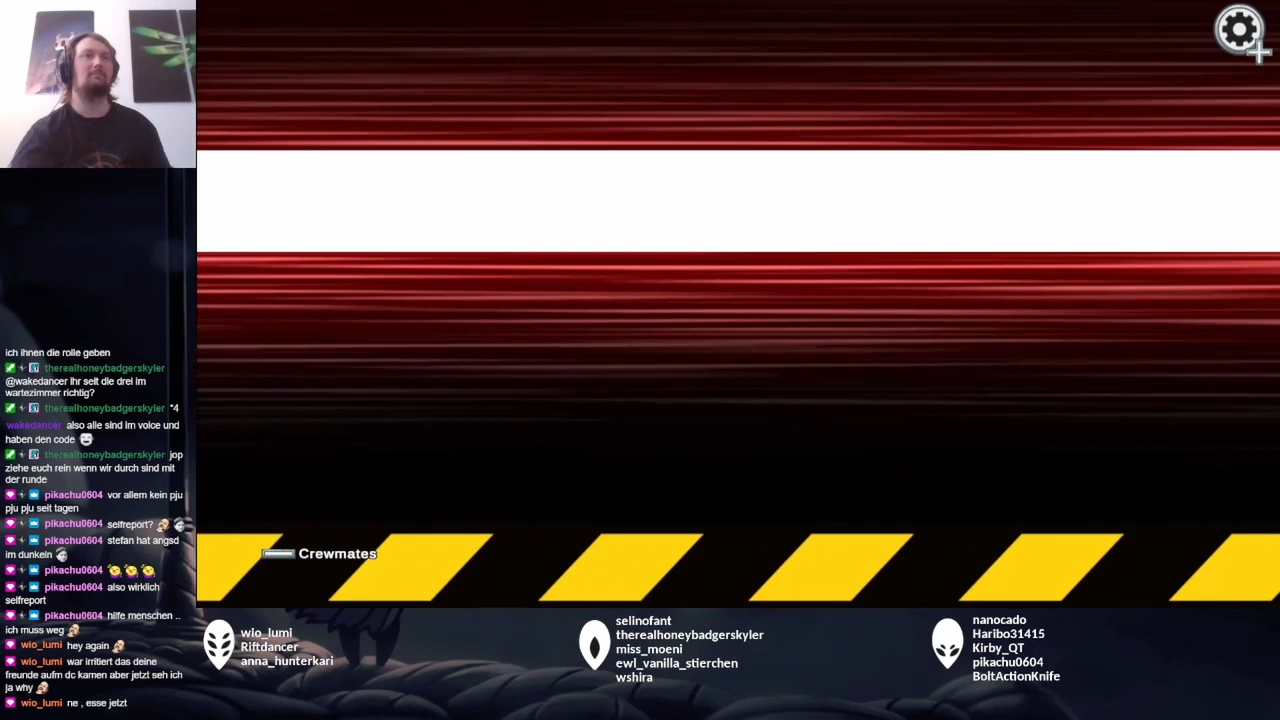 ich ihnen die rolle geben
therealhoneybadgerskyler
@wakedancer ihr seit die drei im
wartezimmer richtig?
therealhoneybadgerskyler *4
wakedancer also alle sind im voice und
haben den code
therealhoneybadgerskyler jop
ziehe euch rein wenn wir durch sind mit
der runde
pikachu0604 vor allem kein pju
pju pju seit tagen
pikachu0604 selfreport?
pikachu0604 stefan hat angsd
im dunkeln
pikachu0604
pikachu0604 also wirklich
selfreport
pikachu0604 hilfe menschen ..
ich muss weg
wio_lumi hey again
wio_lumi war irritiert das deine
freunde aufm dc kamen aber jetzt seh ich
ja why
wio_lumi ne , esse jetzt
Crewmates
wio_lumi
Riftdancer
anna_hunterkari
selinofant
therealhoneybadgerskyler
miss_moeni
ewl_vanilla_stierchen
wshira
nanocado
Haribo31415
Kirby_QT
pikachu0604
BoltActionKnife